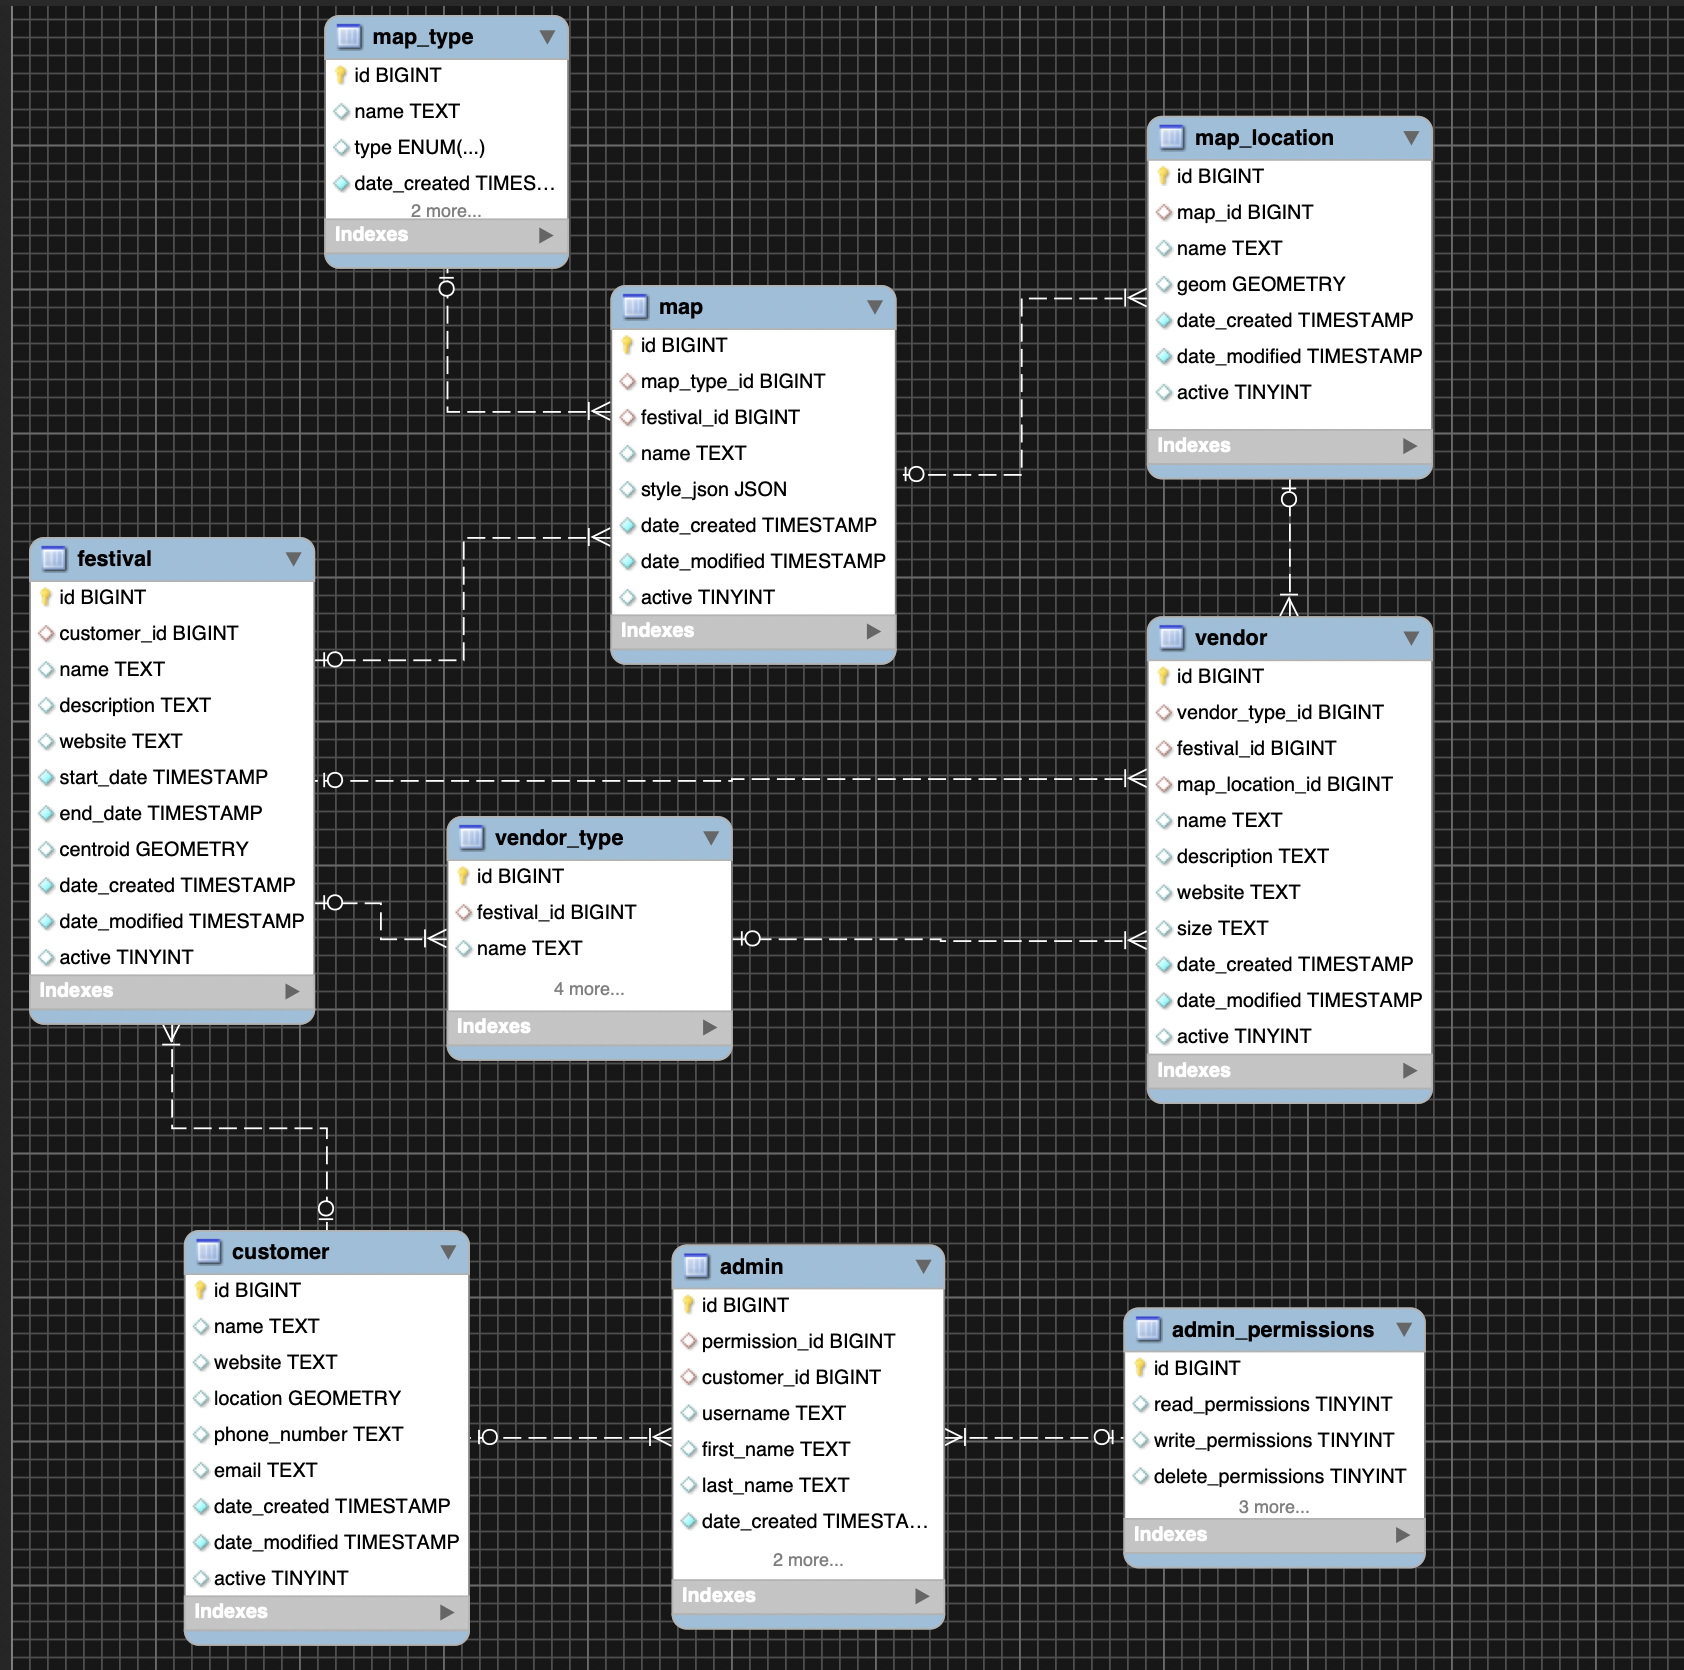 map_type
id BIGINT
name TEXT
type ENUM(...)
date_created TIMES...
2 more...
Indexes
map_location
id BIGINT
map_id BIGINT
name TEXT
geom GEOMETRY
date_created TIMESTAMP
date_modified TIMESTAMP
active TINYINT
Indexes
map
id BIGINT
map_type_id BIGINT
festival_id BIGINT
name TEXT
style_json JSON
date_created TIMESTAMP
date_modified TIMESTAMP
active TINYINT
Indexes
festival
id BIGINT
customer_id BIGINT
name TEXT
description TEXT
website TEXT
start_date TIMESTAMP
end_date TIMESTAMP
centroid GEOMETRY
date_created TIMESTAMP
date_modified TIMESTAMP
active TINYINT
Indexes
vendor
id BIGINT
vendor_type_id BIGINT
festival_id BIGINT
map_location_id BIGINT
name TEXT
description TEXT
website TEXT
size TEXT
date_created TIMESTAMP
date_modified TIMESTAMP
active TINYINT
Indexes
vendor_type
id BIGINT
festival_id BIGINT
name TEXT
4 more...
Indexes
customer
id BIGINT
name TEXT
website TEXT
location GEOMETRY
phone_number TEXT
email TEXT
date_created TIMESTAMP
date_modified TIMESTAMP
active TINYINT
Indexes
admin
id BIGINT
permission_id BIGINT
customer_id BIGINT
username TEXT
first_name TEXT
last_name TEXT
date_created TIMESTA...
2 more...
Indexes
admin_permissions
id BIGINT
read_permissions TINYINT
write_permissions TINYINT
delete_permissions TINYINT
3 more...
Indexes